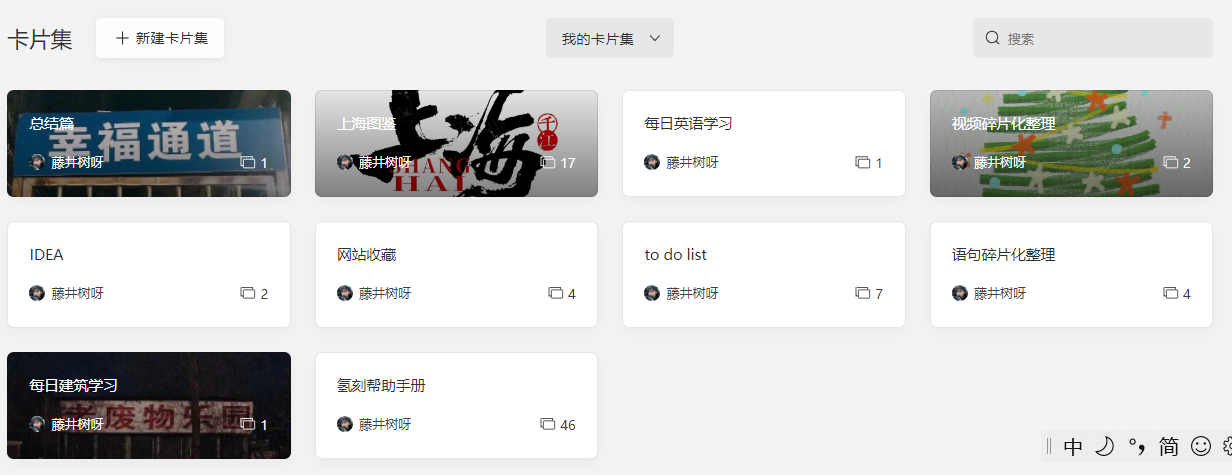 卡片集
新建卡片集
我的卡片集
搜索
总结篇
幸福通道
藤井树呀
1
上海图鉴
上海
千江
SHANG
HAI
藤井树呀
17
每日英语学习
藤井树呀
1
视频碎片化整理
藤井树呀
2
IDEA
藤井树呀
2
网站收藏
藤井树呀
4
to do list
藤井树呀
7
语句碎片化整理
藤井树呀
4
每日建筑学习
废物乐园
藤井树呀
1
氢刻帮助手册
藤井树呀
46
中
简